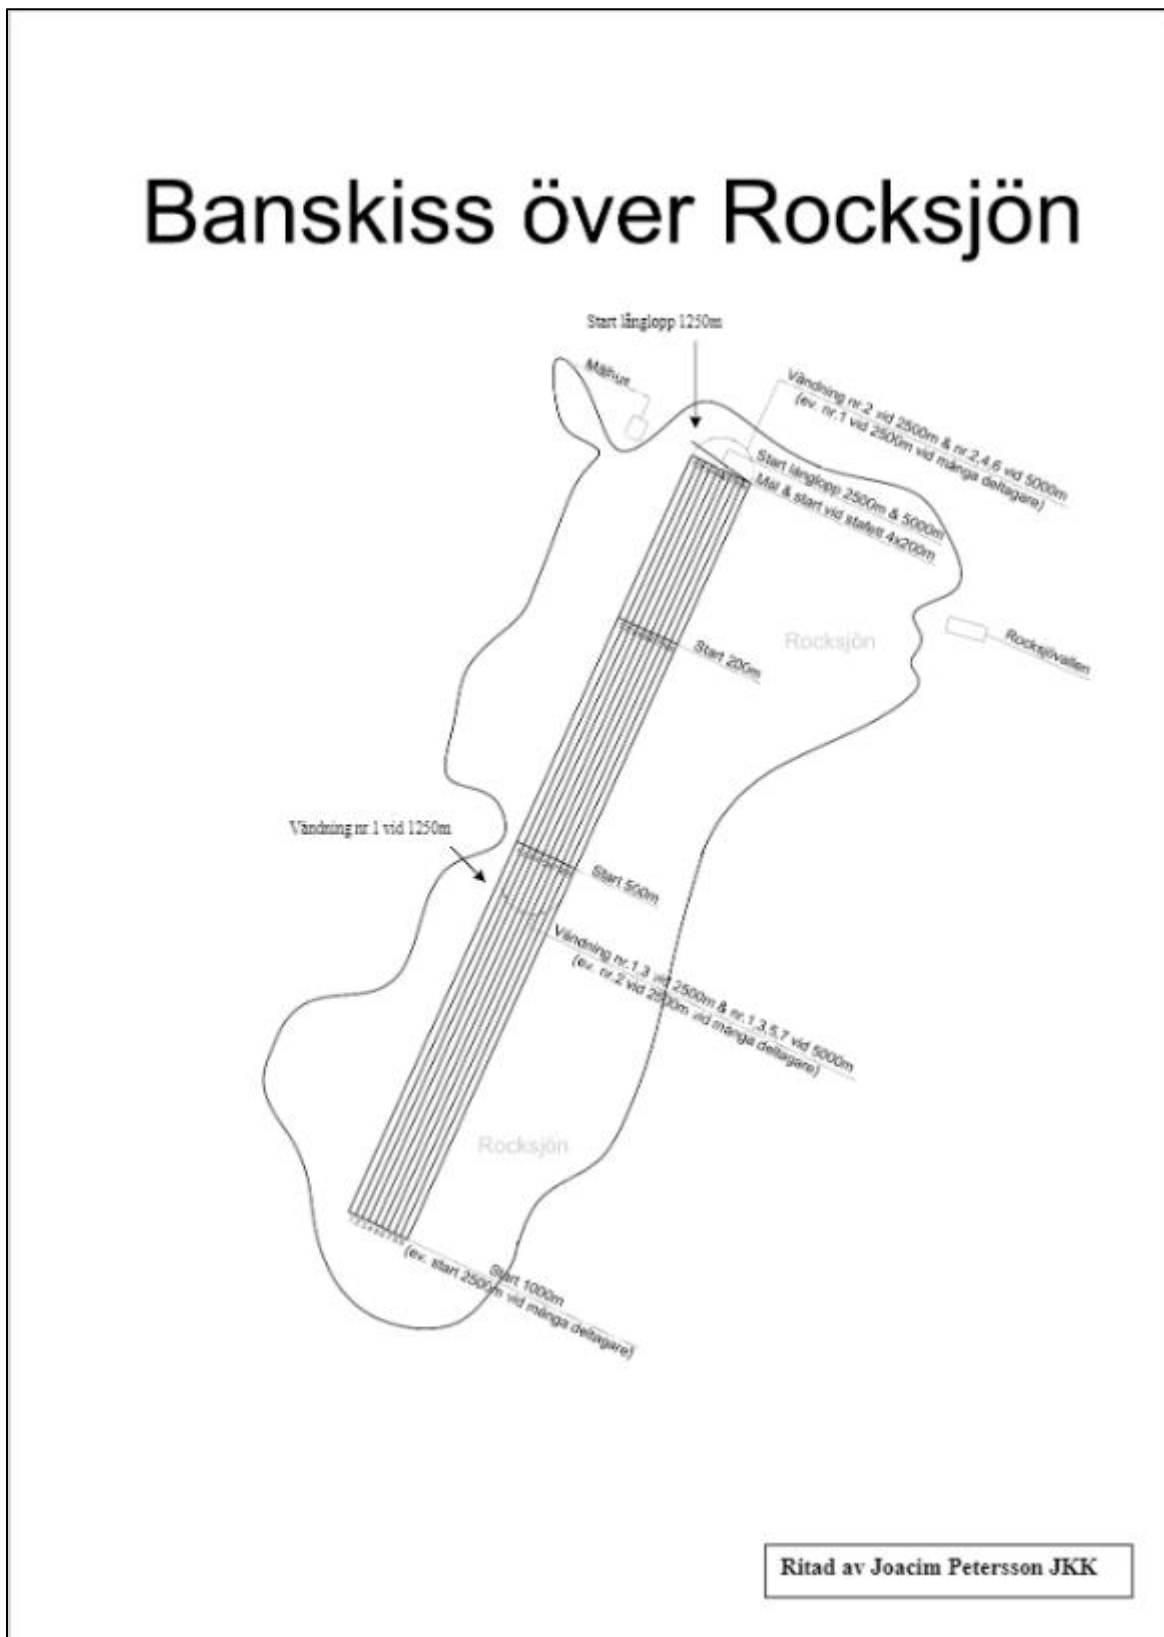 Banskiss över Rocksjön
Start långlopp 1250m
Målhus
Vändning nr.2 vid 2500m & nr.2,4,6 vid 5000m
(ev. nr.1 vid 2500m vid många deltagare)
Start långlopp 2500m & 5000m
Mål & start vid stafett 4x200m
Rocksjön
Rocksjövallen
Start 200m
Vändning nr.1 vid 1250m
Start 500m
Vändning nr.1,3 vid 2500m & nr.1,3,5,7 vid 5000m
(ev. nr.2 vid 2500m vid många deltagare)
Rocksjön
Start 1000m
(ev. start 2500m vid många deltagare)
Ritad av Joacim Petersson JKK